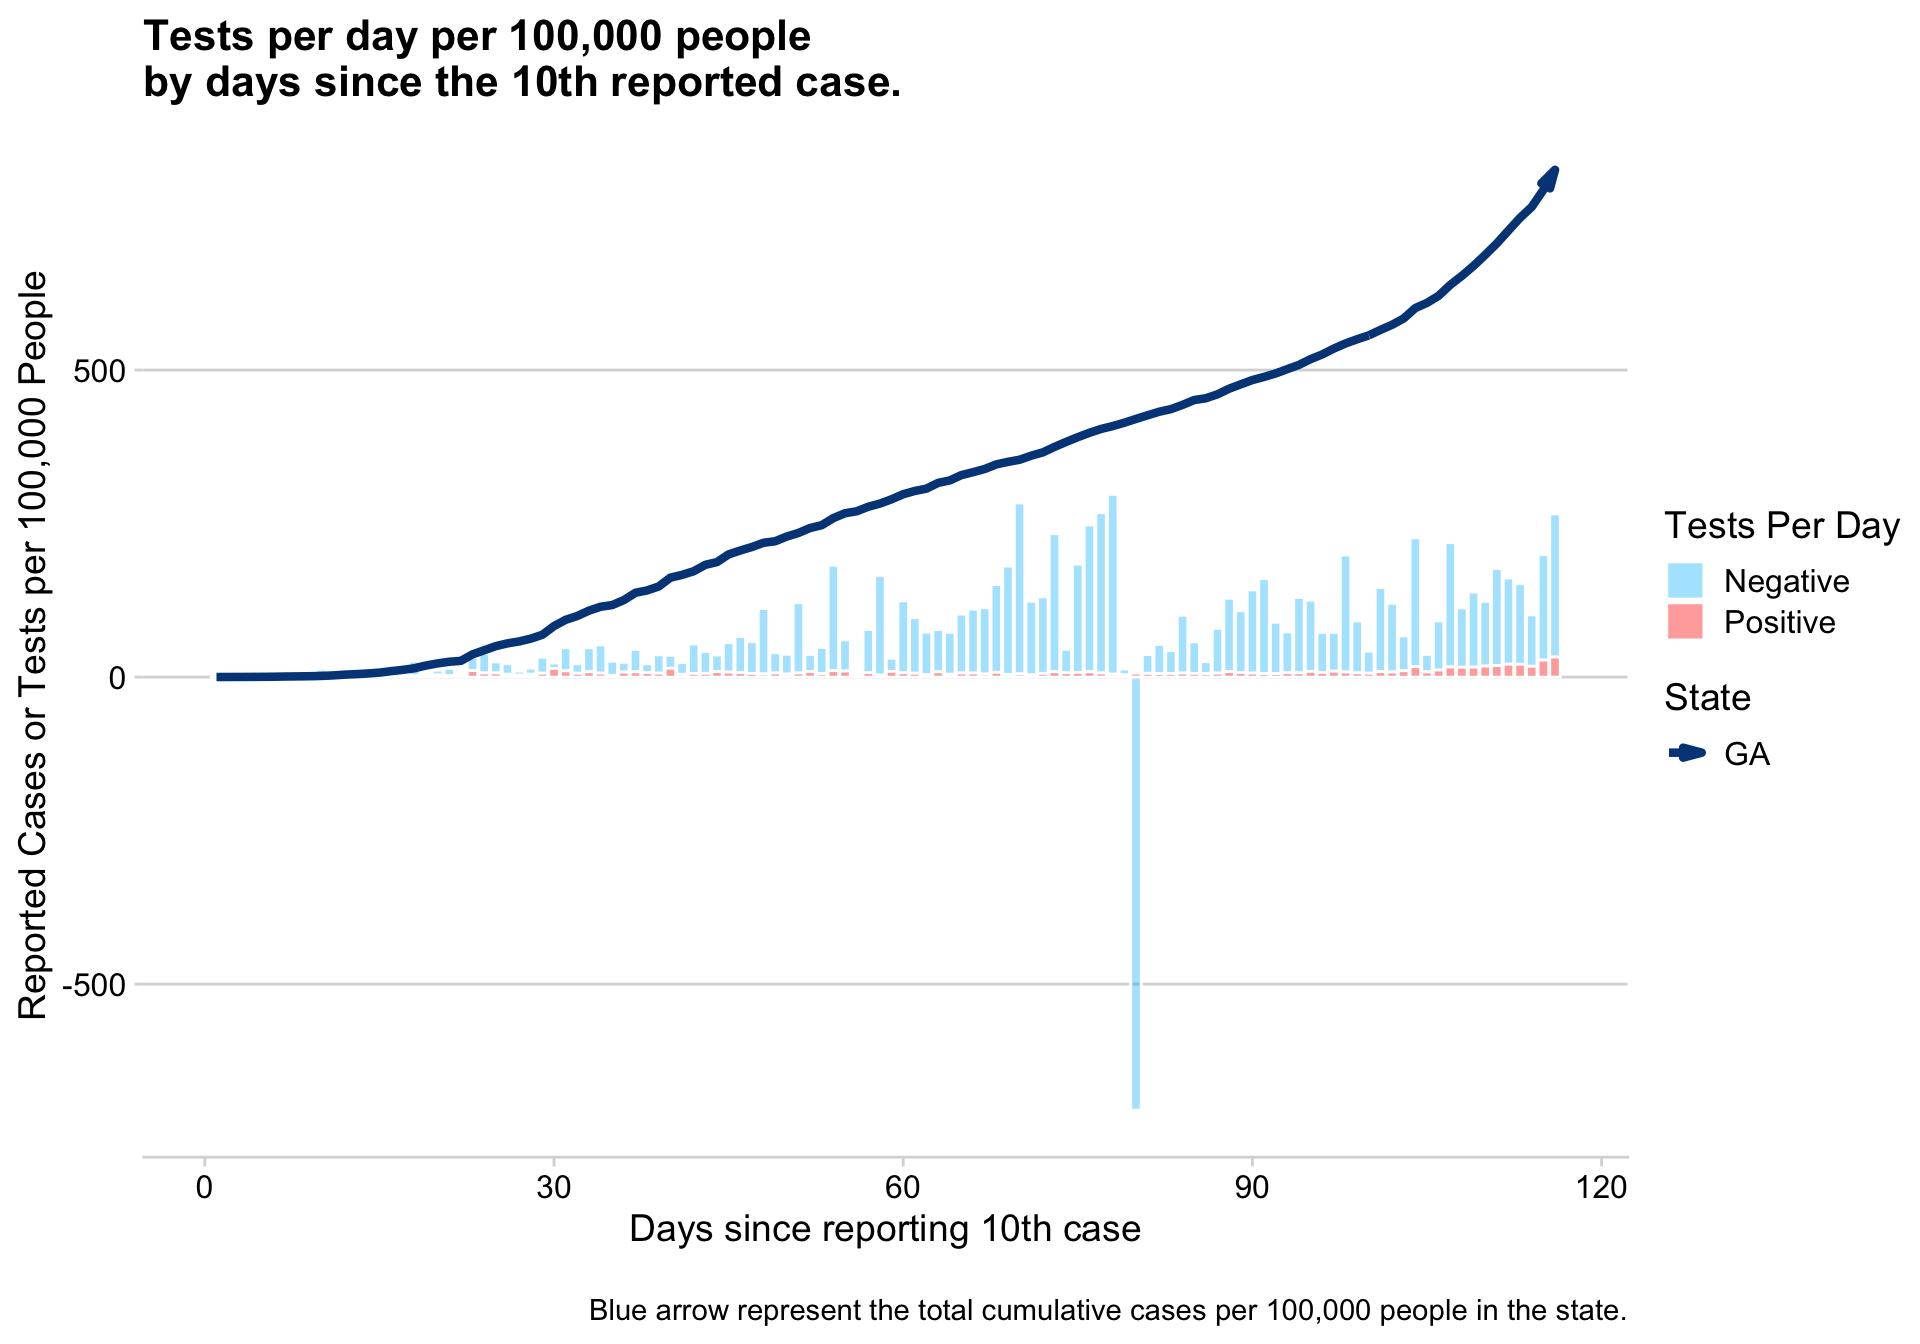 Tests per day per 100,000 people
by days since the 10th reported case.
Reported Cases or Tests per 100,000 People
500
0
-500
0
30
60
90
120
Days since reporting 10th case
Tests Per Day
Negative
Positive
State
GA
Blue arrow represent the total cumulative cases per 100,000 people in the state.